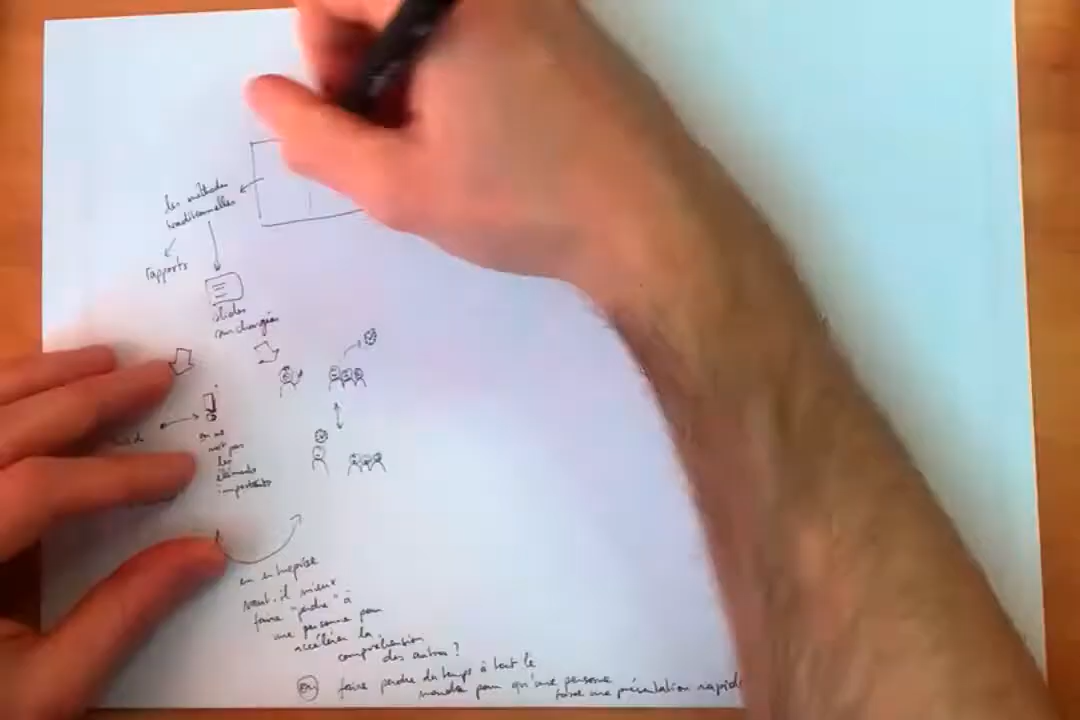 les méthodes
traditionnelles
rapports
slides
surchargées
on ne
voit pas
les
éléments
importants
en entreprise
vaut-il mieux
faire "perdre" à
une personne pour
accélérer la
compréhension
des autres ?
ou
faire perdre du temps à tout le
monde pour qu'une personne
fasse une présentation rapide